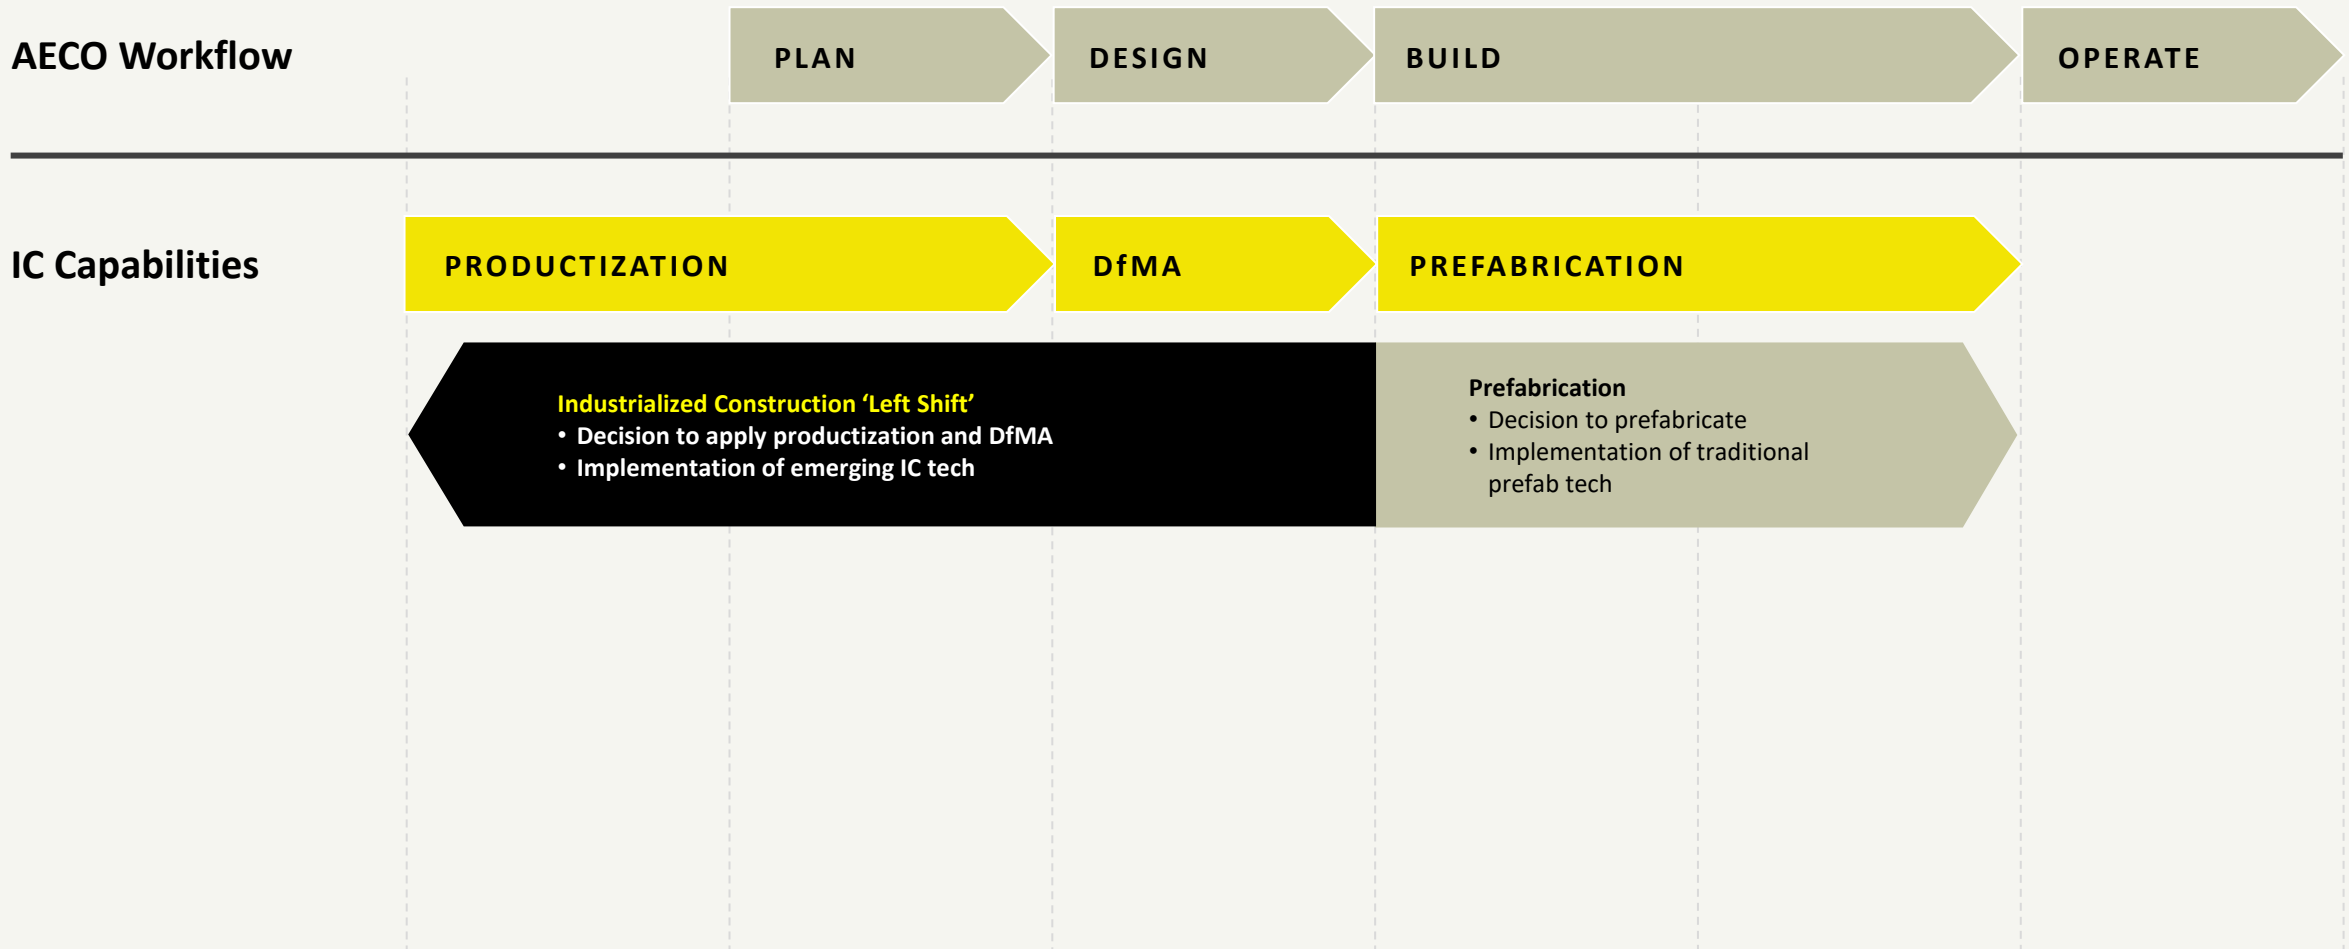 AECO Workflow
PLAN
DESIGN
BUILD
OPERATE
IC Capabilities
PRODUCTIZATION
DfMA
PREFABRICATION
Industrialized Construction ‘Left Shift’
• Decision to apply productization and DfMA
• Implementation of emerging IC tech
Prefabrication
• Decision to prefabricate
• Implementation of traditional
prefab tech